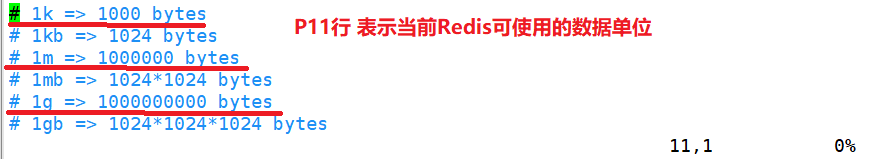 # 1k => 1000 bytes
P11行 表示当前Redis可使用的数据单位
# 1kb => 1024 bytes
# 1m => 1000000 bytes
# 1mb => 1024*1024 bytes
# 1g => 1000000000 bytes
# 1gb => 1024*1024*1024 bytes
11,1 0%